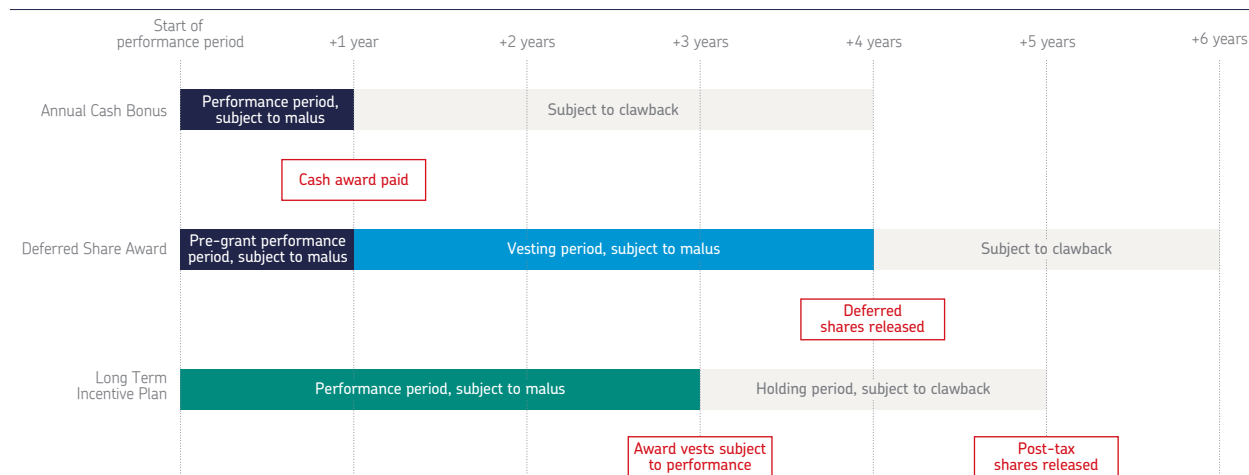 Start of
performance period
+1 year
+2 years
+3 years
+4 years
+5 years
+6 years
Annual Cash Bonus
Performance period,
subject to malus
Subject to clawback
Cash award paid
Deferred Share Award
Pre-grant performance
period, subject to malus
Vesting period, subject to malus
Subject to clawback
Deferred
shares released
Long Term
Incentive Plan
Performance period, subject to malus
Holding period, subject to clawback
Award vests subject
to performance
Post-tax
shares released